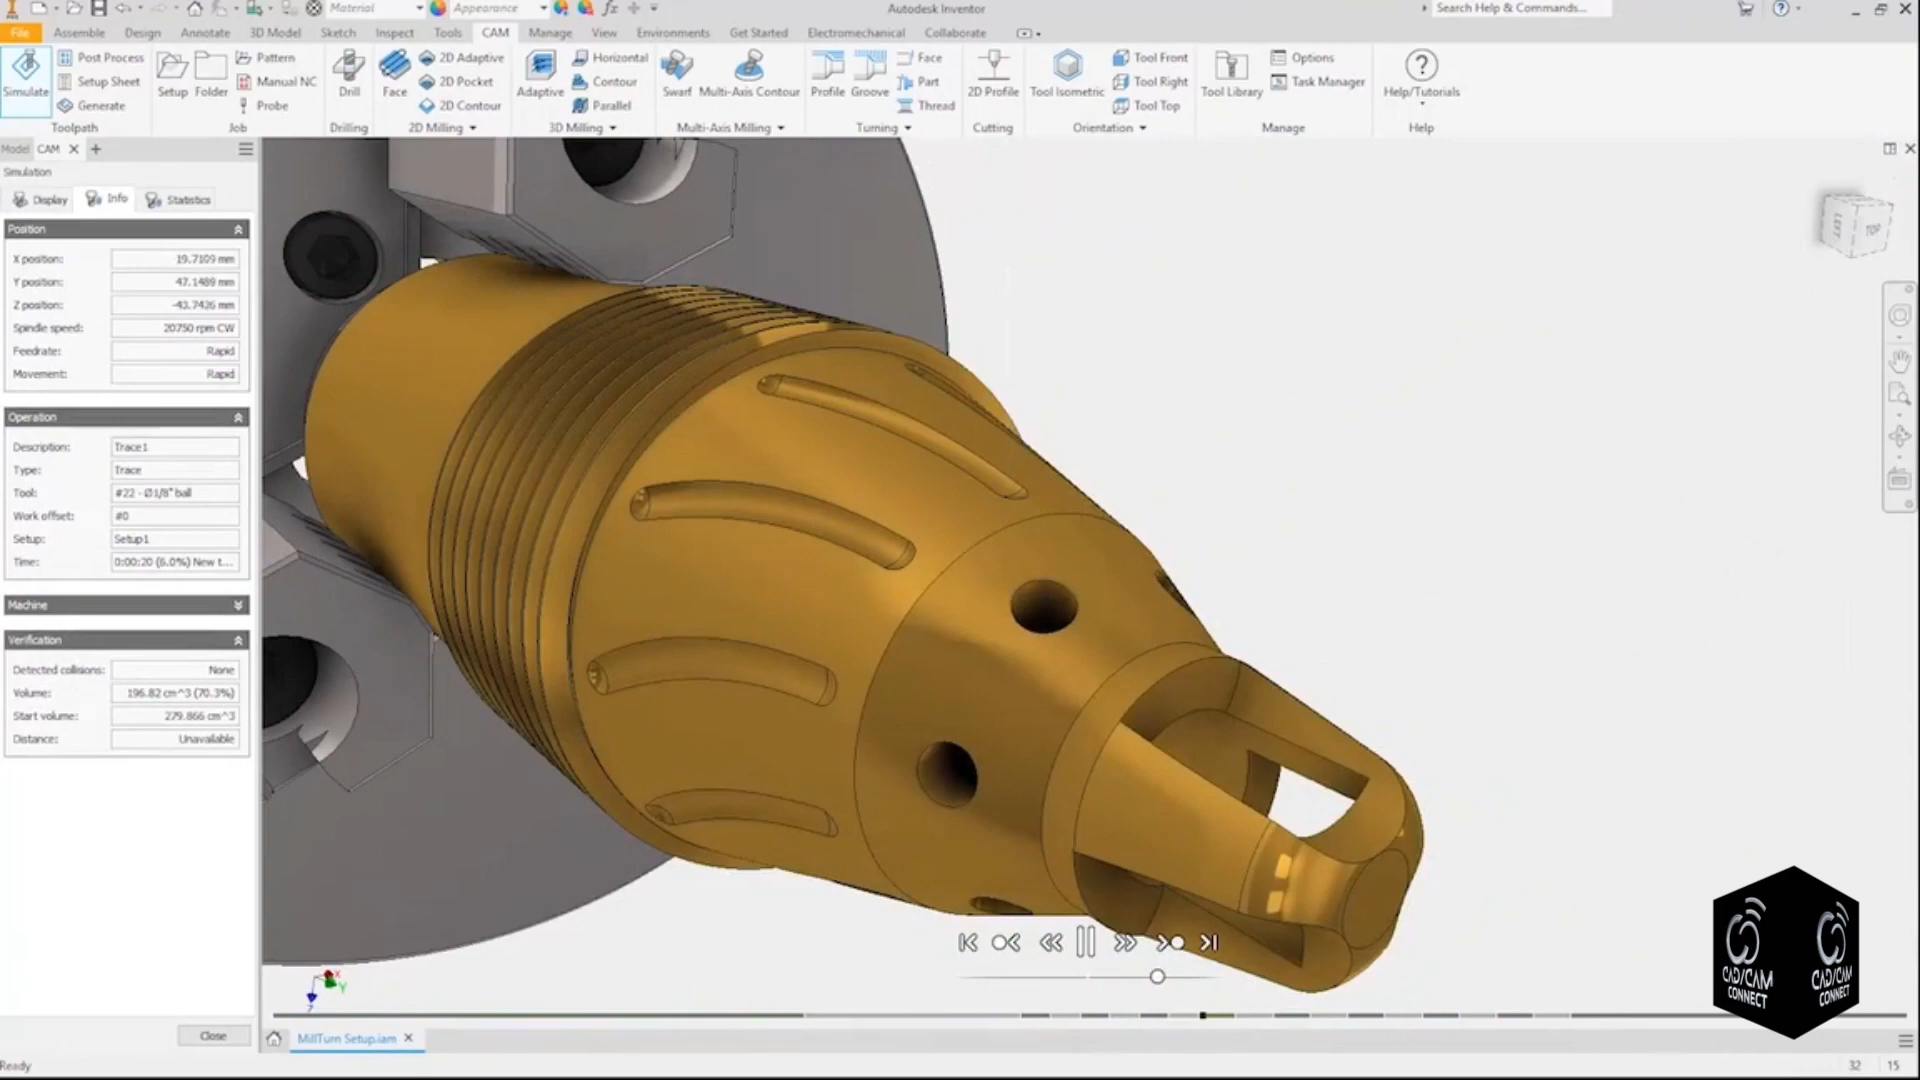 Material
Appearance
fx
Autodesk Inventor
Search Help & Commands...
File
Assemble
Design
Annotate
3D Model
Sketch
Inspect
Tools
CAM
Manage
View
Environments
Get Started
Electromechanical
Collaborate
Simulate
Post Process
Setup Sheet
Generate
Toolpath
Setup
Folder
Pattern
Manual NC
Probe
Job
Drill
Drilling
Face
2D Adaptive
2D Pocket
2D Contour
2D Milling
Adaptive
Horizontal
Contour
Parallel
3D Milling
Swarf
Multi-Axis Contour
Multi-Axis Milling
Profile
Groove
Face
Part
Thread
Turning
2D Profile
Cutting
Tool Isometric
Tool Front
Tool Right
Tool Top
Orientation
Tool Library
Options
Task Manager
Manage
Help/Tutorials
Help
Model
CAM
Simulation
Display
Info
Statistics
Position
X position: 19.7109 mm
Y position: 47.1489 mm
Z position: -43.7426 mm
Spindle speed: 20750 rpm CW
Feedrate: Rapid
Movement: Rapid
Operation
Description: Trace1
Type: Trace
Tool: #22 - Ø1/8" ball
Work offset: #0
Setup: Setup1
Time: 0:00:20 (6.0%) New t...
Machine
Verification
Detected collisions: None
Volume: 196.82 cm^3 (70.3%)
Start volume: 279.866 cm^3
Distance: Unavailable
Close
LEFT
TOP
X
Y
Z
MillTurn Setup.iam
CAD/CAM
CONNECT
CAD/CAM
CONNECT
Ready
32
15